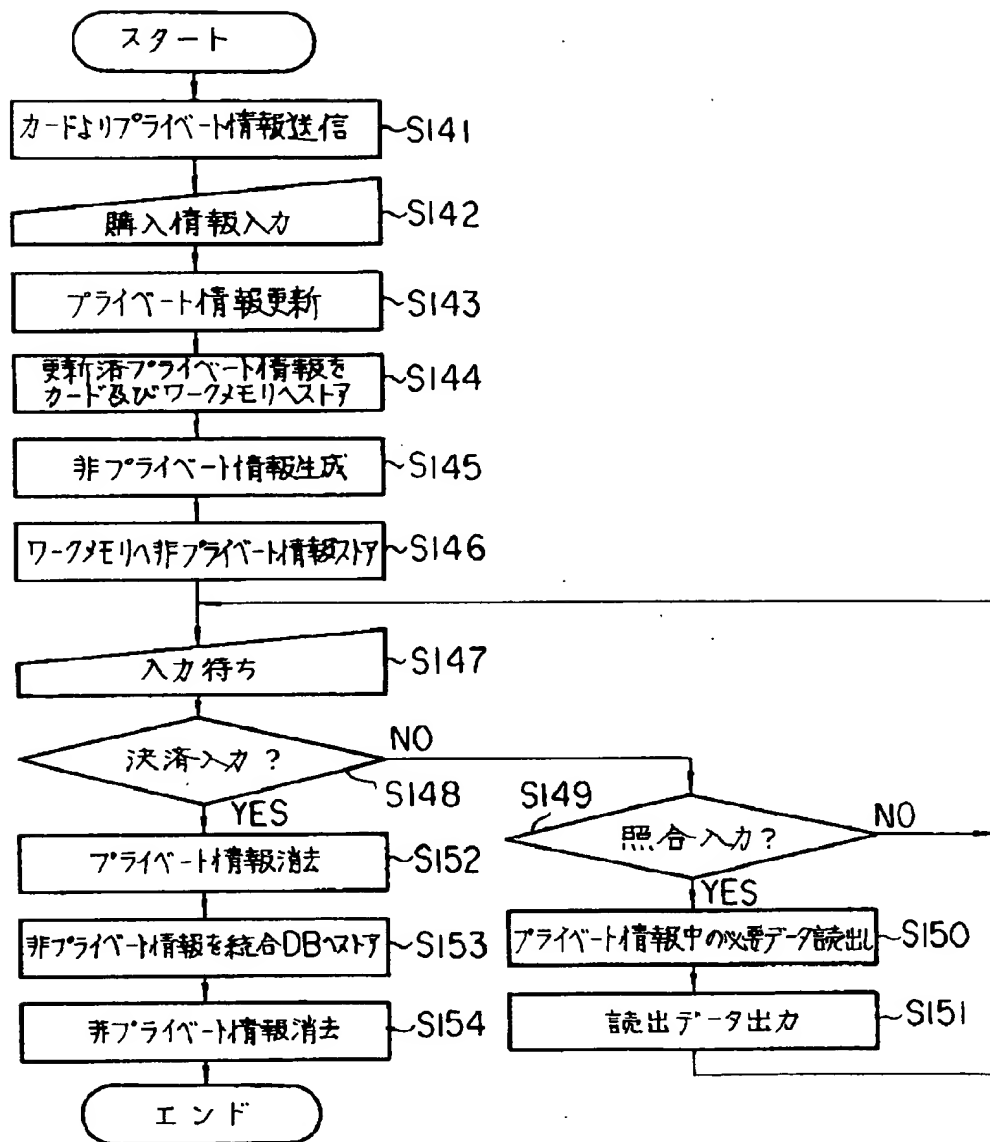 スタート
カードよりプライベート情報送信
S141
購入情報入力
S142
プライベート情報更新
S143
更新済プライベート情報を
カード及びワークメモリへストア
S144
非プライベート情報生成
S145
ワークメモリへ非プライベート情報ストア
S146
入力待ち
S147
決済入力?
NO
S148
YES
S149
照合入力?
NO
YES
プライベート情報消去
S152
プライベート情報中の必要データ読出し
S150
非プライベート情報を統合DBへストア
S153
読出データ出力
S151
非プライベート情報消去
S154
エンド